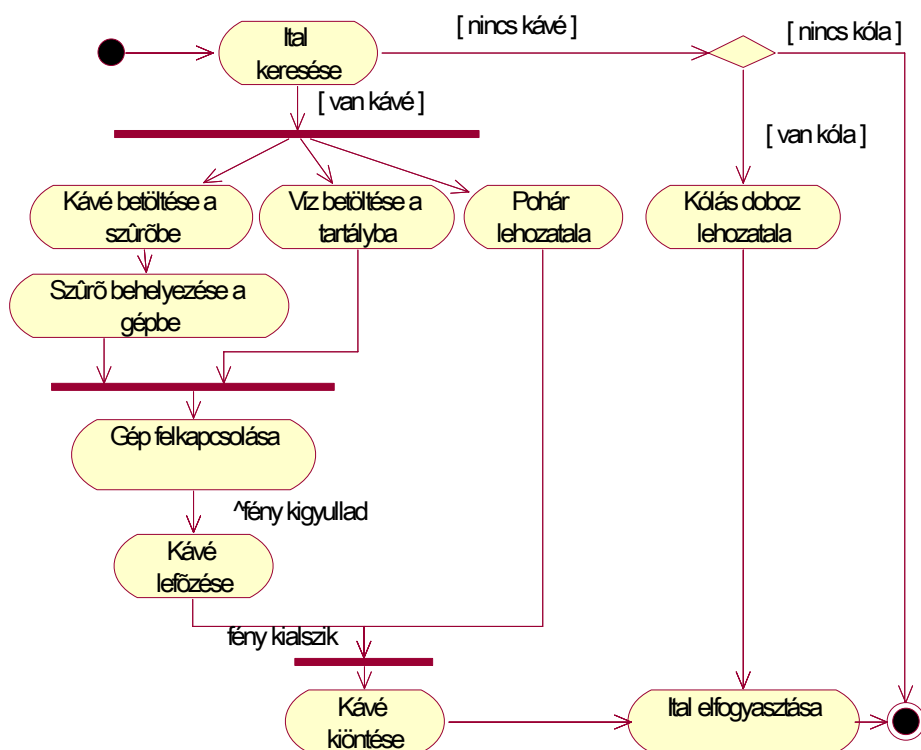 Ital
keresése
[ nincs kávé ]
[ nincs kóla ]
[ van kávé ]
[ van kóla ]
Kávé betöltése a
szûrõbe
Víz betöltése a
tartályba
Pohár
lehozatala
Kólás doboz
lehozatala
Szûrõ behelyezése a
gépbe
Gép felkapcsolása
^fény kigyullad
Kávé
lefõzése
fény kialszik
Kávé
kiöntése
Ital elfogyasztása